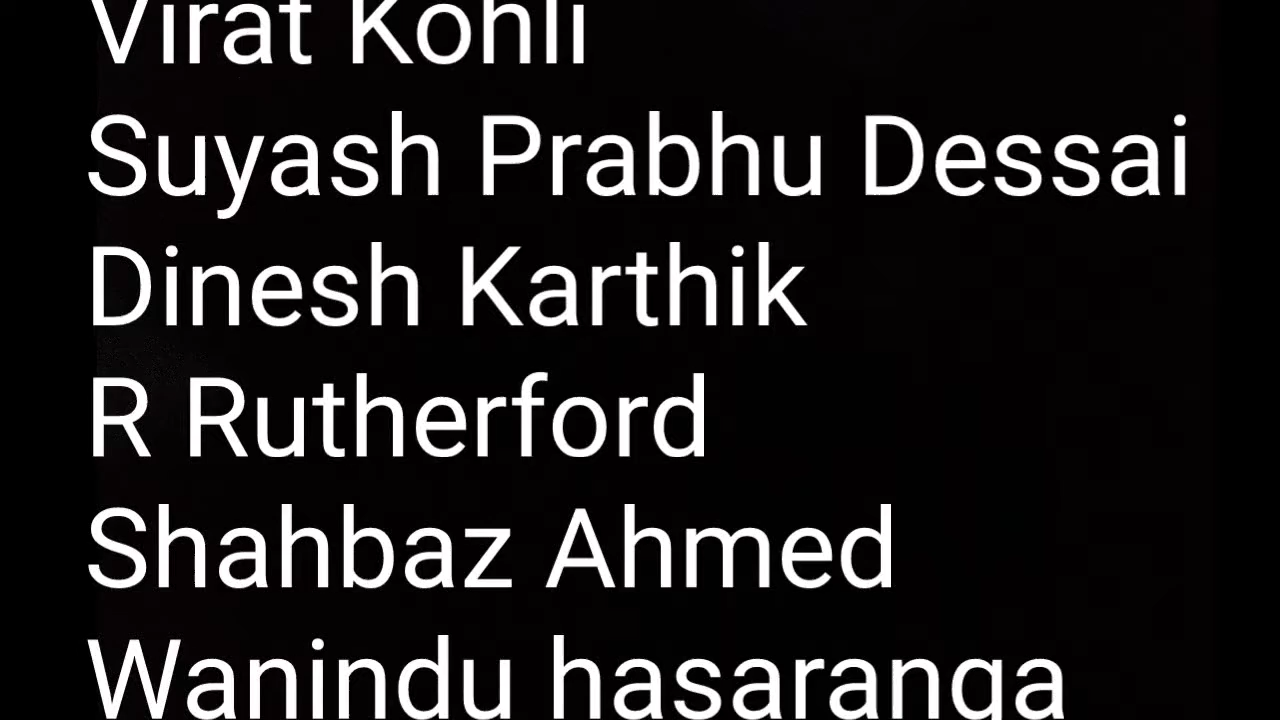 Virat Kohli
Suyash Prabhu Dessai
Dinesh Karthik
R Rutherford
Shahbaz Ahmed
Wanindu hasaranga